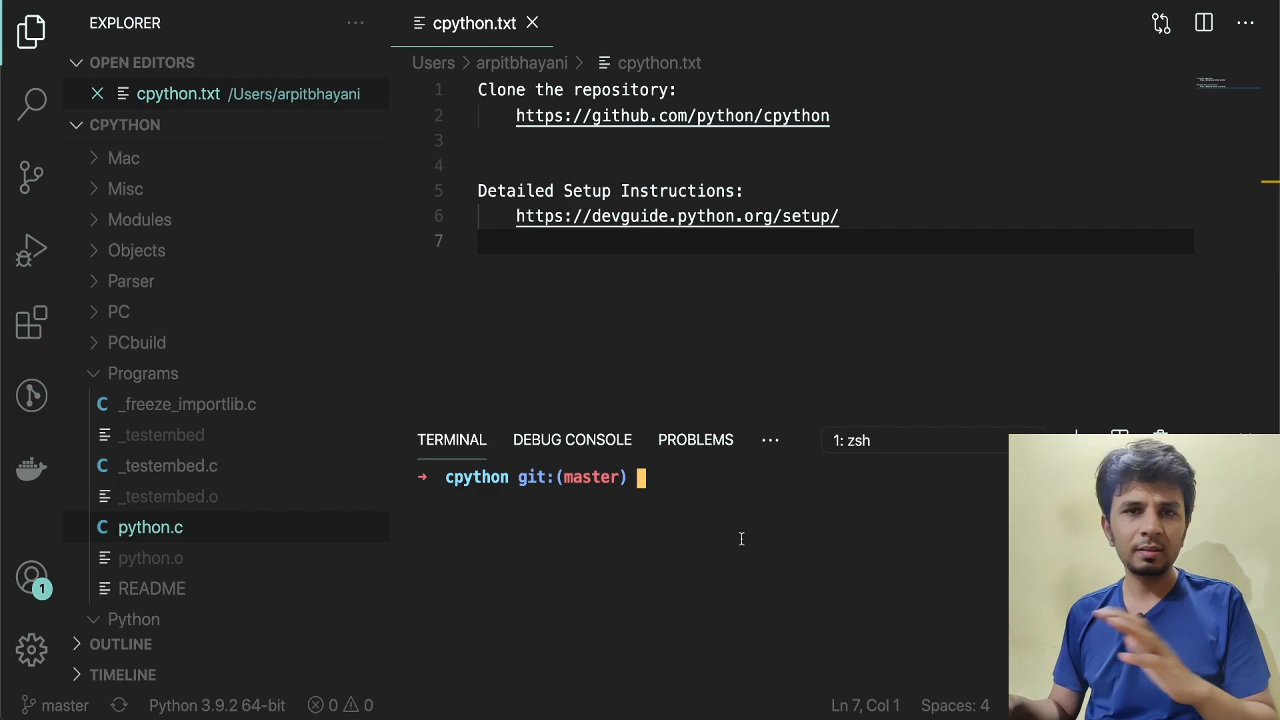 EXPLORER
OPEN EDITORS
cpython.txt /Users/arpitbhayani
CPYTHON
Mac
Misc
Modules
Objects
Parser
PC
PCbuild
Programs
C _freeze_importlib.c
_testembed
C _testembed.c
_testembed.o
C python.c
python.o
README
Python
OUTLINE
TIMELINE
1
cpython.txt
Users > arpitbhayani > cpython.txt
1 Clone the repository:
2 https://github.com/python/cpython
3
4
5 Detailed Setup Instructions:
6 https://devguide.python.org/setup/
7
TERMINAL DEBUG CONSOLE PROBLEMS ··· 1: zsh
→ cpython git:(master)
master Python 3.9.2 64-bit 0 0 Ln 7, Col 1 Spaces: 4